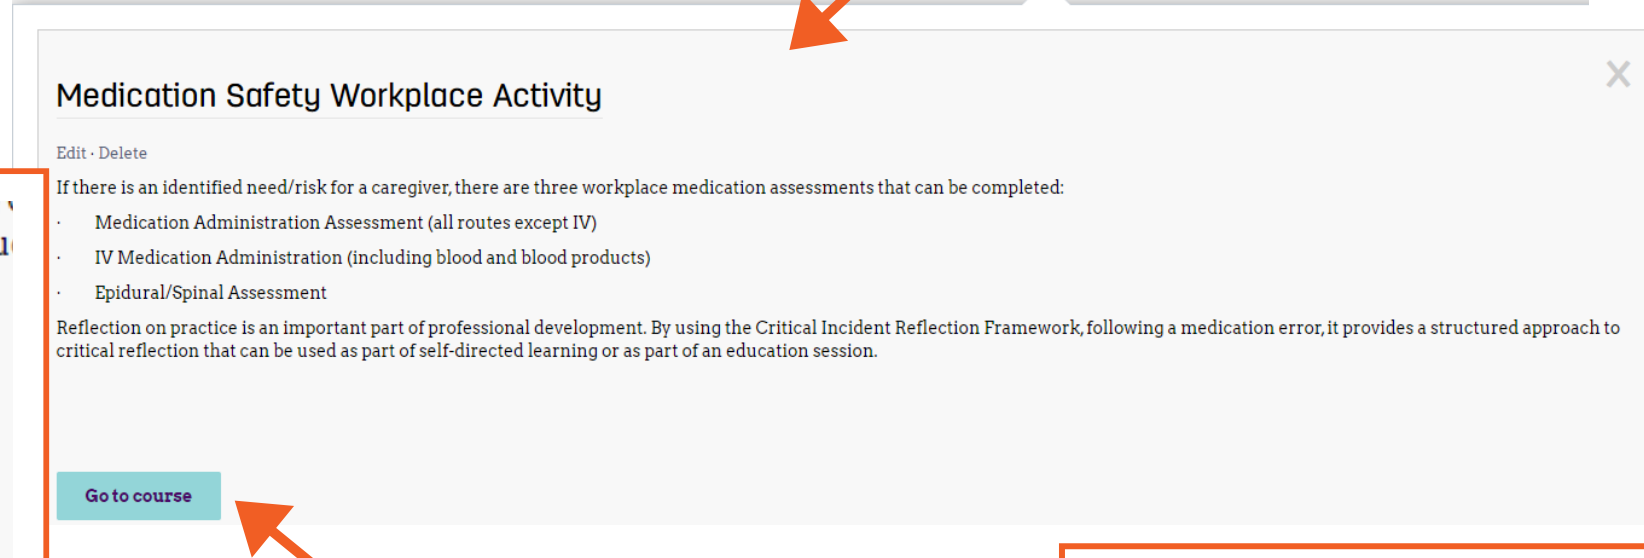 Medication Safety Workplace Activity
Edit · Delete
If there is an identified need/risk for a caregiver, there are three workplace medication assessments that can be completed:
· Medication Administration Assessment (all routes except IV)
· IV Medication Administration (including blood and blood products)
· Epidural/Spinal Assessment
Reflection on practice is an important part of professional development. By using the Critical Incident Reflection Framework, following a medication error, it provides a structured approach to
critical reflection that can be used as part of self-directed learning or as part of an education session.
Go to course